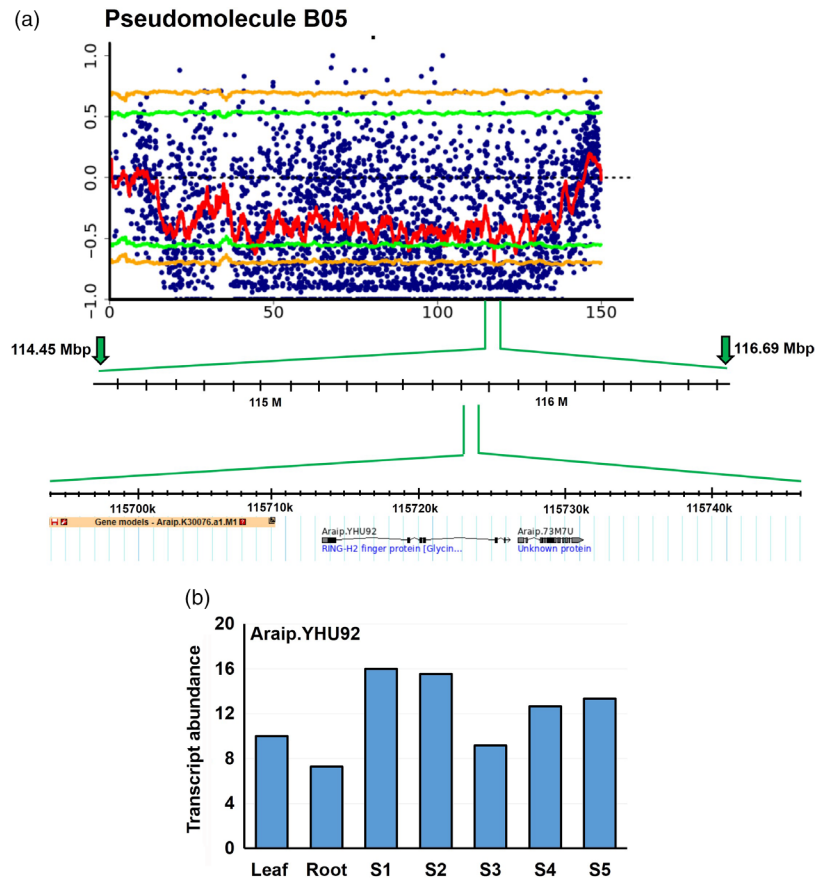 (a)
Pseudomolecule B05
1.0
0.5
0.0
−0.5
−1.0
0 50 100 150
114.45 Mbp 116.69 Mbp
115 M 116 M
115700k 115710k 115720k 115730k 115740k
Gene models - Araip.K30076.a1.M1
Araip.YHU92 Araip.73M7U
RING-H2 finger protein [Glycin... Unknown protein
(b)
Araip.YHU92
Transcript abundance
20
16
12
8
4
0
Leaf Root S1 S2 S3 S4 S5